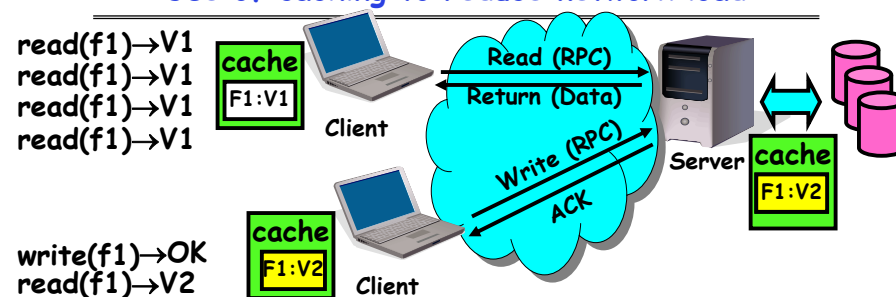 read(f1)→V1
read(f1)→V1
read(f1)→V1
read(f1)→V1
cache
F1:V1
Client
Read (RPC)
Return (Data)
Write (RPC)
ACK
Server
cache
F1:V2
write(f1)→OK
read(f1)→V2
cache
F1:V2
Client